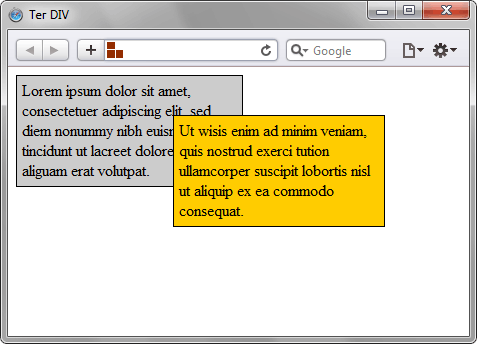 Ter DIV
Google
Lorem ipsum dolor sit amet,
consectetuer adipiscing elit, sed
diem nonummy nibh
tincidunt ut lacreet dolore
aliguam erat volutpat.
Ut wisis enim ad minim veniam,
quis nostrud exerci tution
ullamcorper suscipit lobortis nisl
ut aliquip ex ea commodo
consequat.